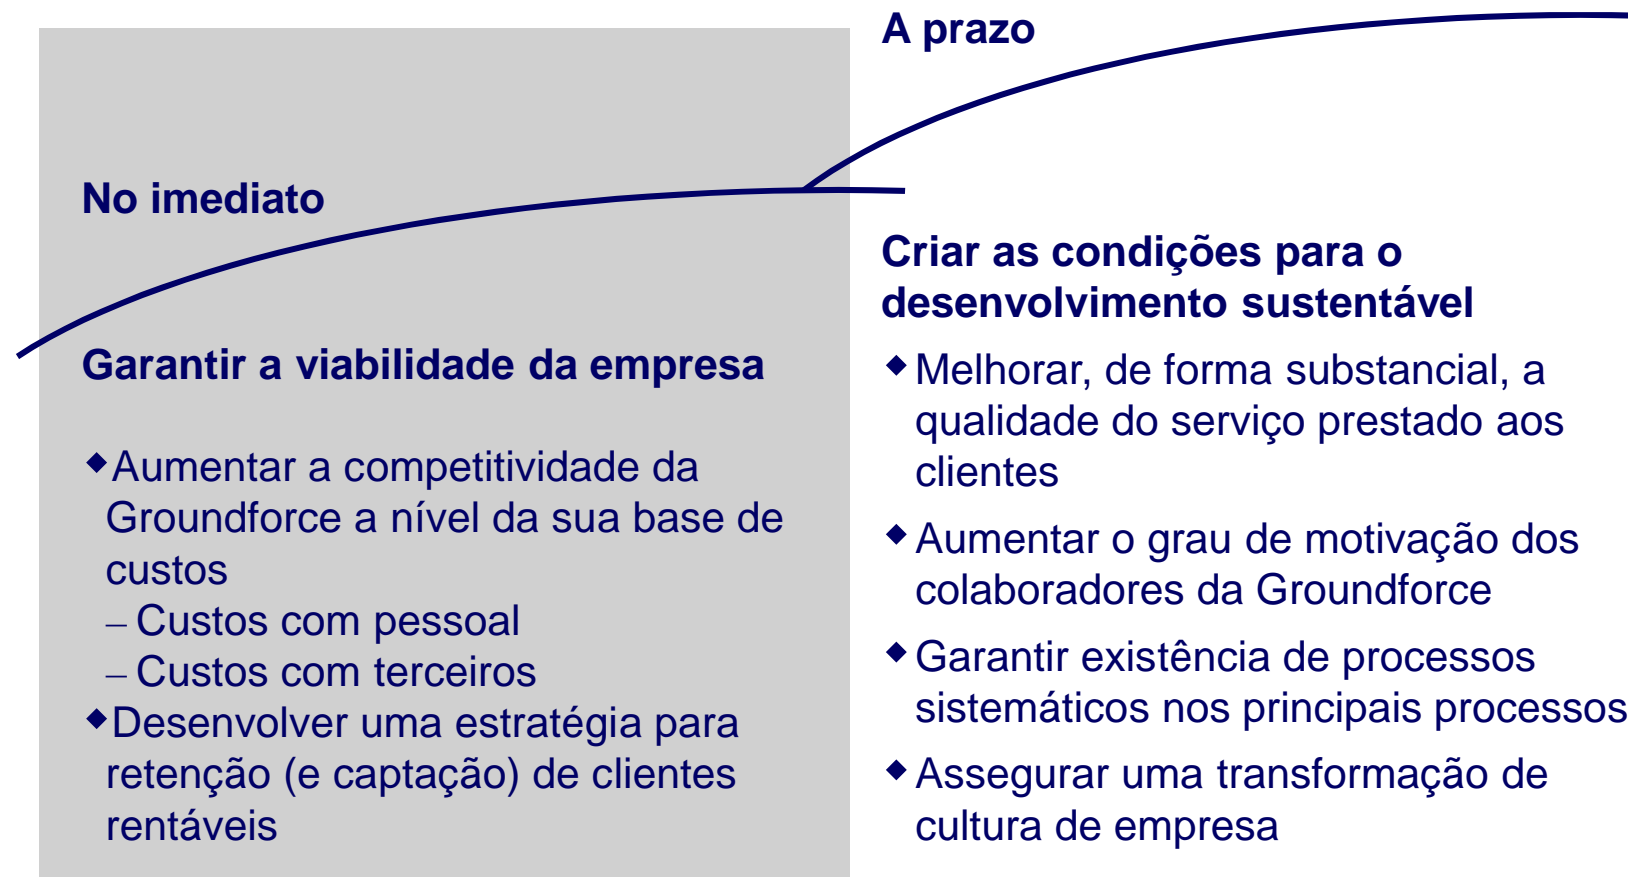 No imediato
Garantir a viabilidade da empresa
◆Aumentar a competitividade da
Groundforce a nível da sua base de
custos
– Custos com pessoal
– Custos com terceiros
◆Desenvolver uma estratégia para
retenção (e captação) de clientes
rentáveis
A prazo
Criar as condições para o
desenvolvimento sustentável
◆Melhorar, de forma substancial, a
qualidade do serviço prestado aos
clientes
◆Aumentar o grau de motivação dos
colaboradores da Groundforce
◆Garantir existência de processos
sistemáticos nos principais processos
◆Assegurar uma transformação de
cultura de empresa